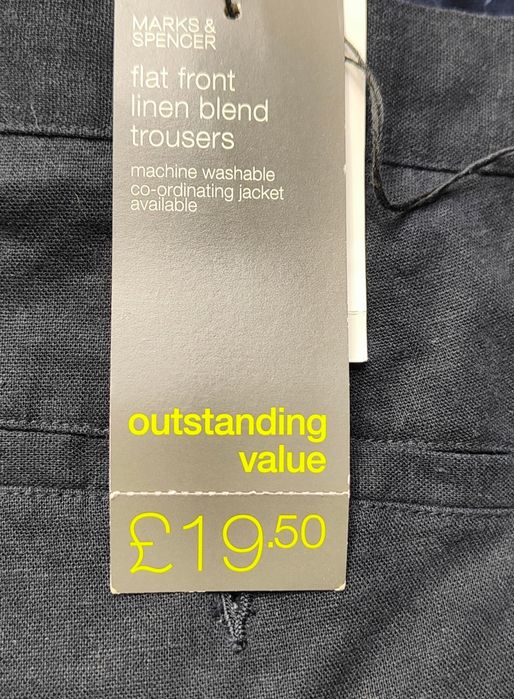 MARKS &
SPENCER
flat front
linen blend
trousers
machine washable
co-ordinating jacket
available
outstanding
value
£19.50